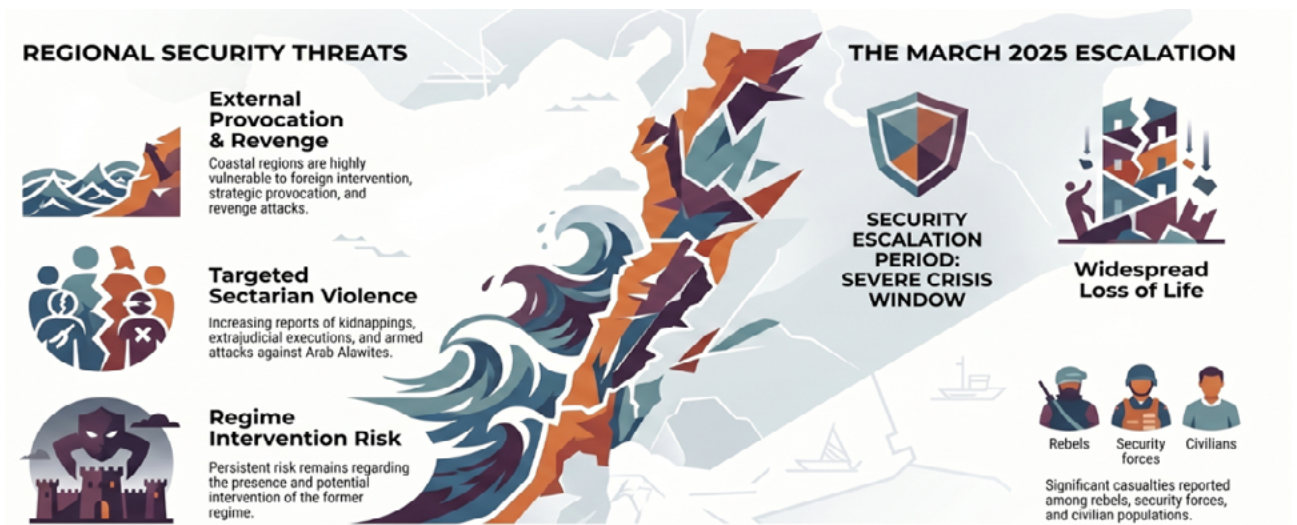 REGIONAL SECURITY THREATS
External
Provocation
& Revenge
Coastal regions are highly
vulnerable to foreign intervention,
strategic provocation, and
revenge attacks.
Targeted
Sectarian Violence
Increasing reports of kidnappings,
extrajudicial executions, and armed
attacks against Arab Alawites.
Regime
Intervention Risk
Persistent risk remains regarding
the presence and potential
intervention of the former
regime.
THE MARCH 2025 ESCALATION
SECURITY
ESCALATION
PERIOD:
SEVERE CRISIS
WINDOW
Widespread
Loss of Life
Rebels
Security
forces
Civilians
Significant casualties reported
among rebels, security forces,
and civilian populations.